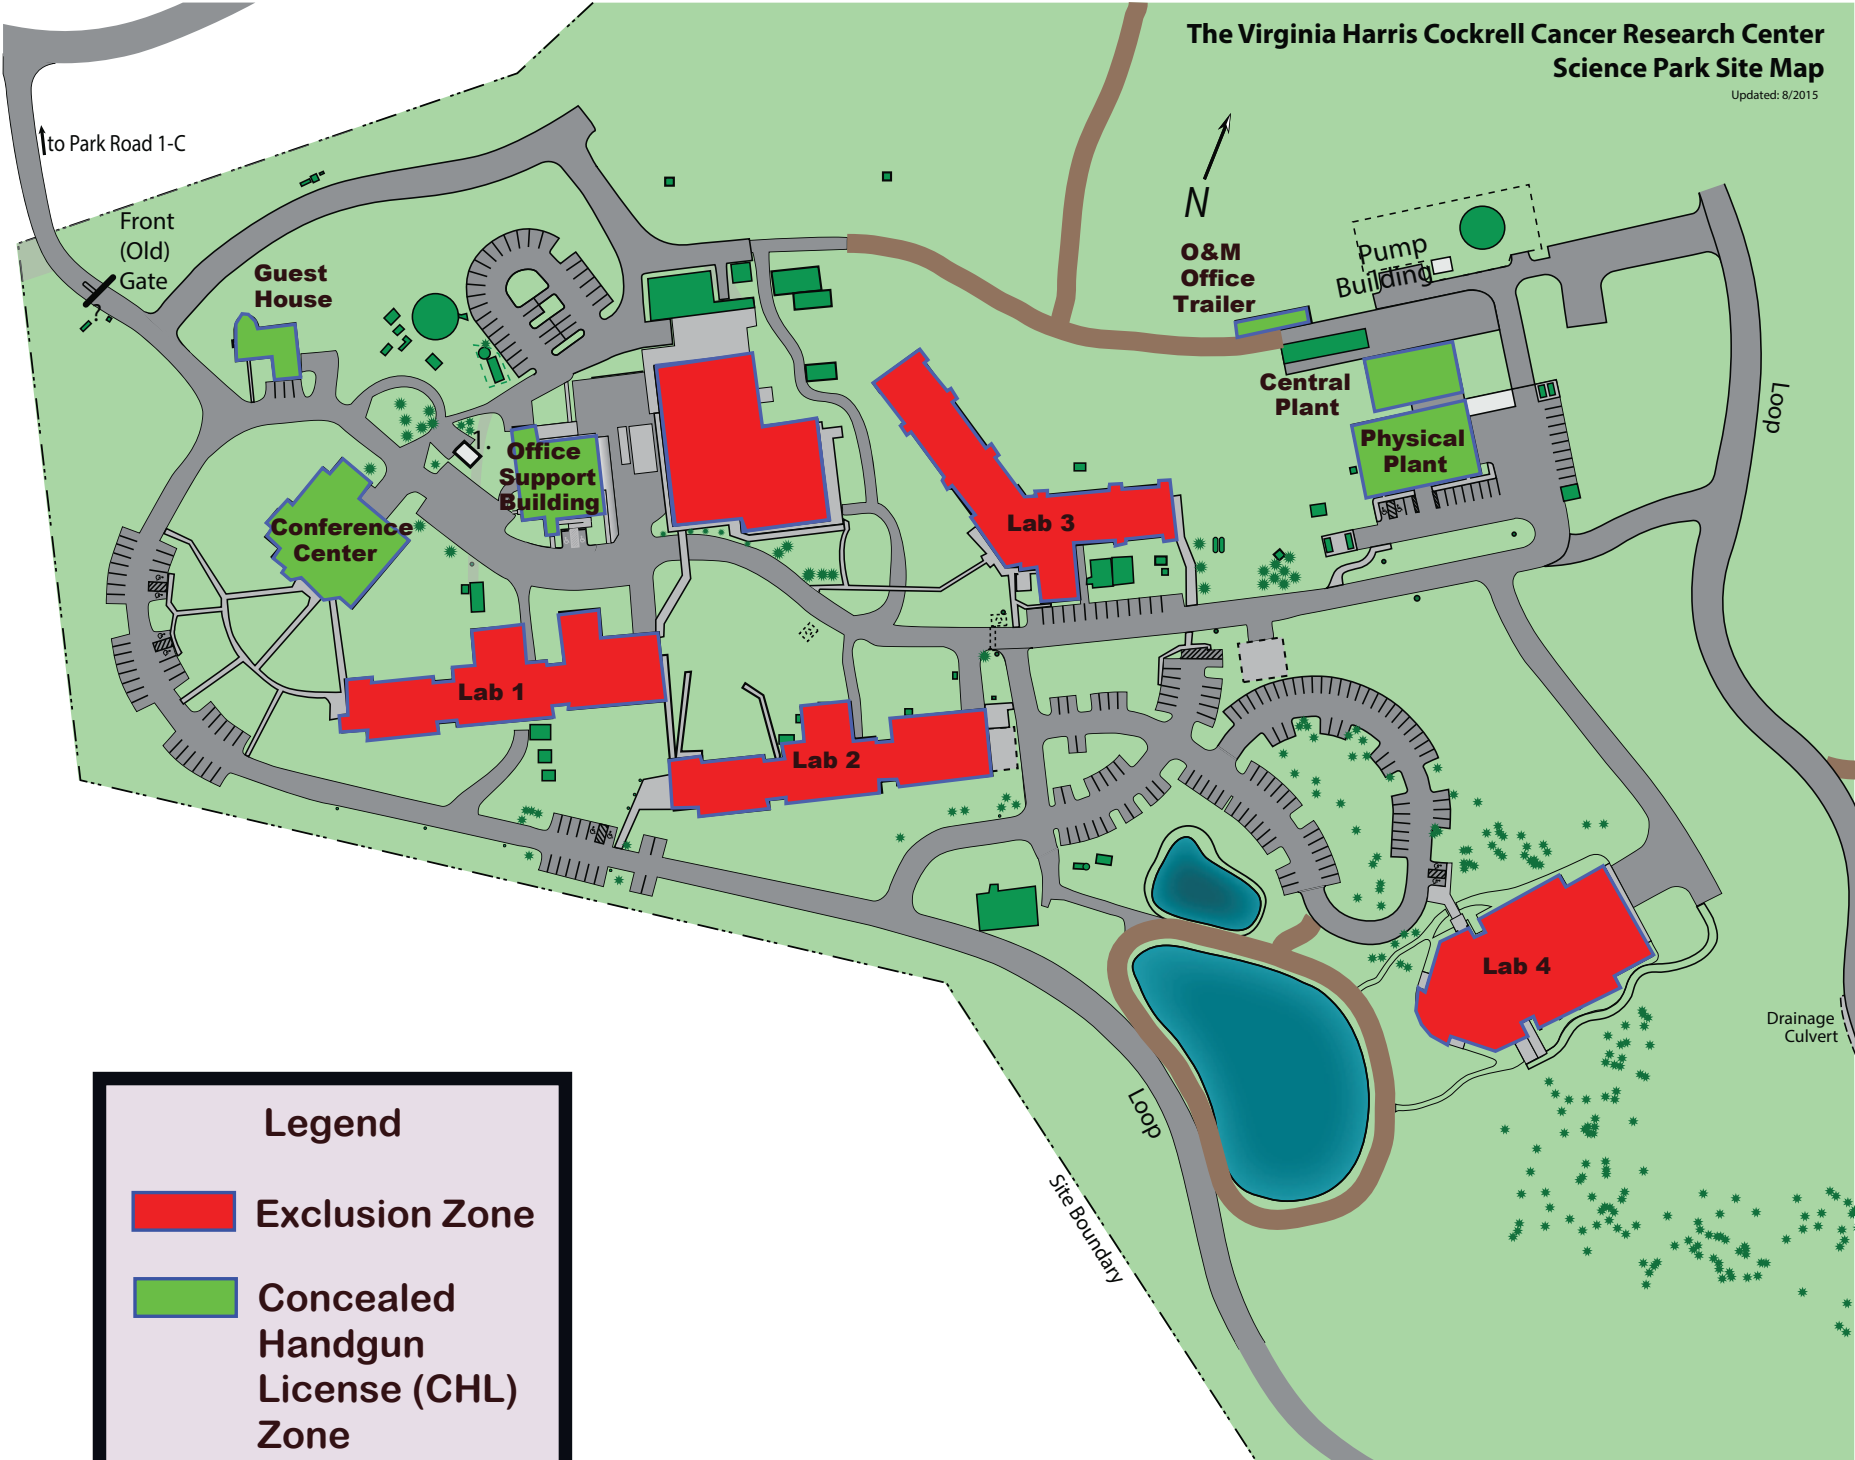 The Virginia Harris Cockrell Cancer Research Center
Science Park Site Map
Updated: 8/2015
to Park Road 1-C
Front
(Old)
Gate
?
Guest
House
N
O&M
Office
Trailer
Pump
Building
Central
Plant
Physical
Plant
Loop
1.
Office
Support
Building
Conference
Center
Lab 3
Lab 1
Lab 2
Lab 4
Drainage
Culvert
Loop
Site Boundary
Legend
Exclusion Zone
Concealed
Handgun
License (CHL)
Zone